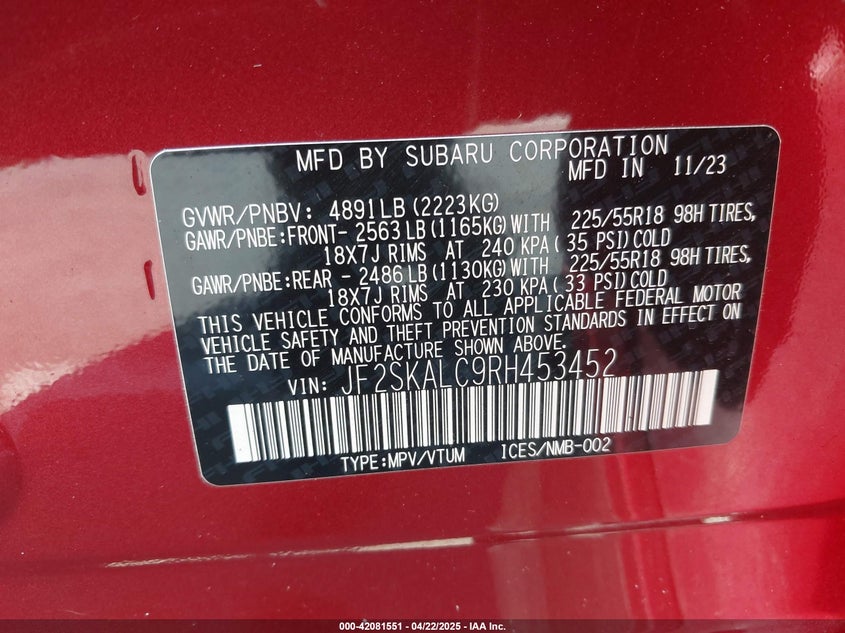 MFD BY SUBARU CORPORATION
MFD IN 11/23
GVWR/PNBV: 4891LB (2223KG)
GAWR/PNBE:FRONT- 2563LB (1165KG)WITH 225/55R18 98H TIRES,
18X7J RIMS AT 240 KPA( 35 PSI)COLD
GAWR/PNBE:REAR - 2486LB (1130KG)WITH 225/55R18 98H TIRES,
18X7J RIMS AT 230 KPA( 33 PSI)COLD
THIS VEHICLE CONFORMS TO ALL APPLICABLE FEDERAL MOTOR
VEHICLE SAFETY AND THEFT PREVENTION STANDARDS IN EFFECT ON
THE DATE OF MANUFACTURE SHOWN ABOVE.
VIN: JF2SKALC9RH453452
TYPE:MPV/VTUM ICES/NMB-002
000-42081551 | 04/22/2025 - IAA Inc.